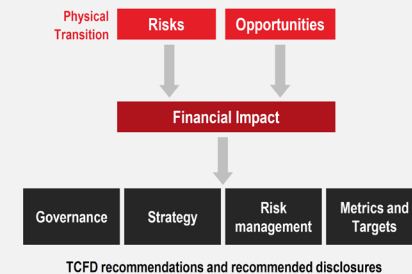 Physical
Transition
Risks
Opportunities
Financial Impact
Governance
Strategy
Risk
management
Metrics and
Targets
TCFD recommendations and recommended disclosures